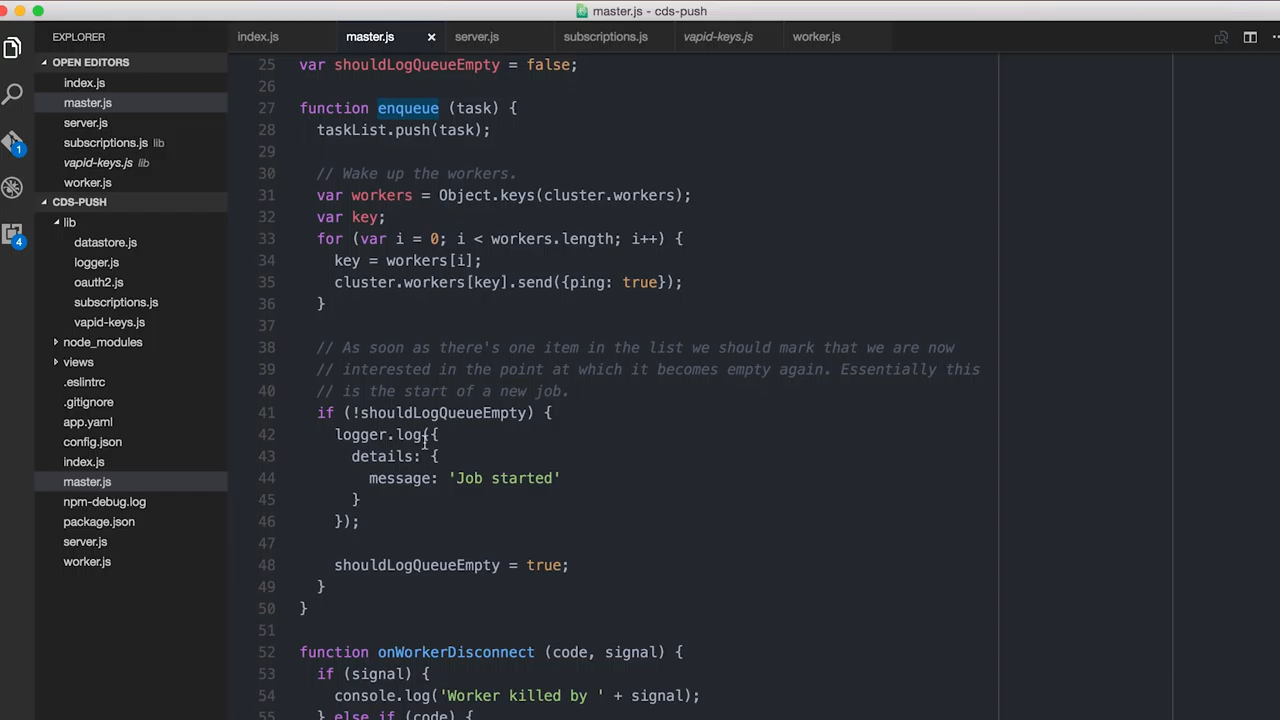 master.js - cds-push
EXPLORER
index.js
master.js
server.js
subscriptions.js
vapid-keys.js
worker.js
OPEN EDITORS
index.js
master.js
server.js
subscriptions.js lib
vapid-keys.js lib
worker.js
CDS-PUSH
lib
datastore.js
logger.js
oauth2.js
subscriptions.js
vapid-keys.js
node_modules
views
.eslintrc
.gitignore
app.yaml
config.json
index.js
master.js
npm-debug.log
package.json
server.js
worker.js
1
4
25 var shouldLogQueueEmpty = false;
26
27 function enqueue (task) {
28 taskList.push(task);
29
30 // Wake up the workers.
31 var workers = Object.keys(cluster.workers);
32 var key;
33 for (var i = 0; i < workers.length; i++) {
34 key = workers[i];
35 cluster.workers[key].send({ping: true});
36 }
37
38 // As soon as there's one item in the list we should mark that we are now
39 // interested in the point at which it becomes empty again. Essentially this
40 // is the start of a new job.
41 if (!shouldLogQueueEmpty) {
42 logger.log({
43 details: {
44 message: 'Job started'
45 }
46 });
47
48 shouldLogQueueEmpty = true;
49 }
50 }
51
52 function onWorkerDisconnect (code, signal) {
53 if (signal) {
54 console.log('Worker killed by ' + signal);
55 } else if (code) {